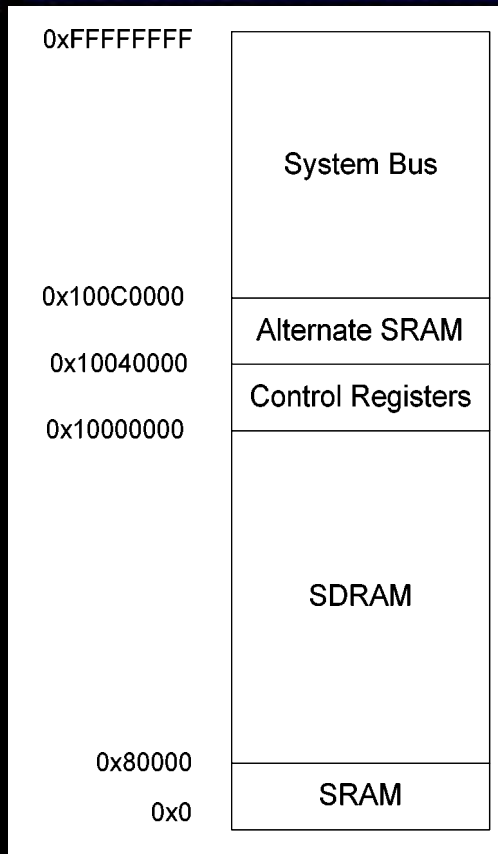 0xFFFFFFFF
System Bus
0x100C0000
Alternate SRAM
0x10040000
Control Registers
0x10000000
SDRAM
0x80000
SRAM
0x0